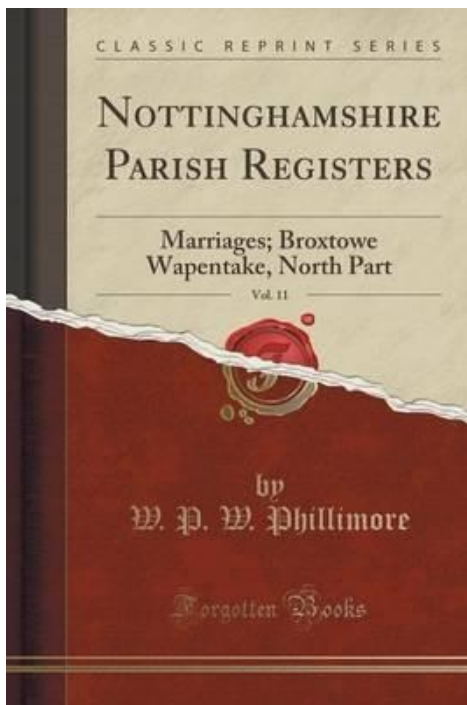 CLASSIC REPRINT SERIES
NOTTINGHAMSHIRE
PARISH REGISTERS
Marriages; Broxtowe
Wapentake, North Part
Vol. 11
F
by
W. P. W. Phillimore
Forgotten Books